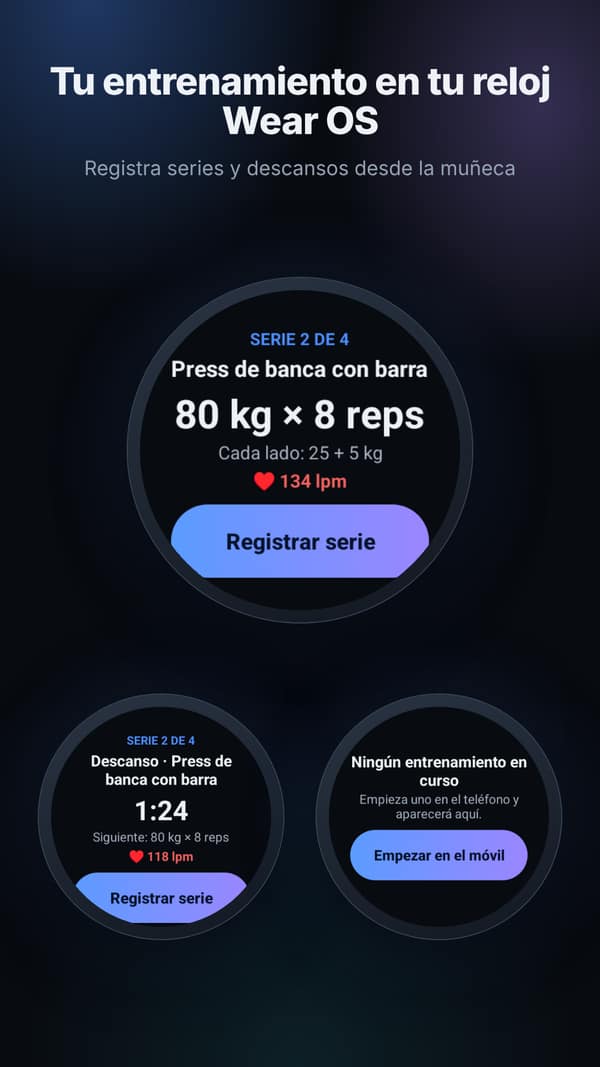 Tu entrenamiento en tu reloj
Wear OS
Registra series y descansos desde la muñeca
SERIE 2 DE 4
Press de banca con barra
80 kg × 8 reps
Cada lado: 25 + 5 kg
134 lpm
Registrar serie
SERIE 2 DE 4
Descanso · Press de
banca con barra
1:24
Siguiente: 80 kg × 8 reps
118 lpm
Registrar serie
Ningún entrenamiento en
curso
Empieza uno en el teléfono y
aparecerá aquí.
Empezar en el móvil